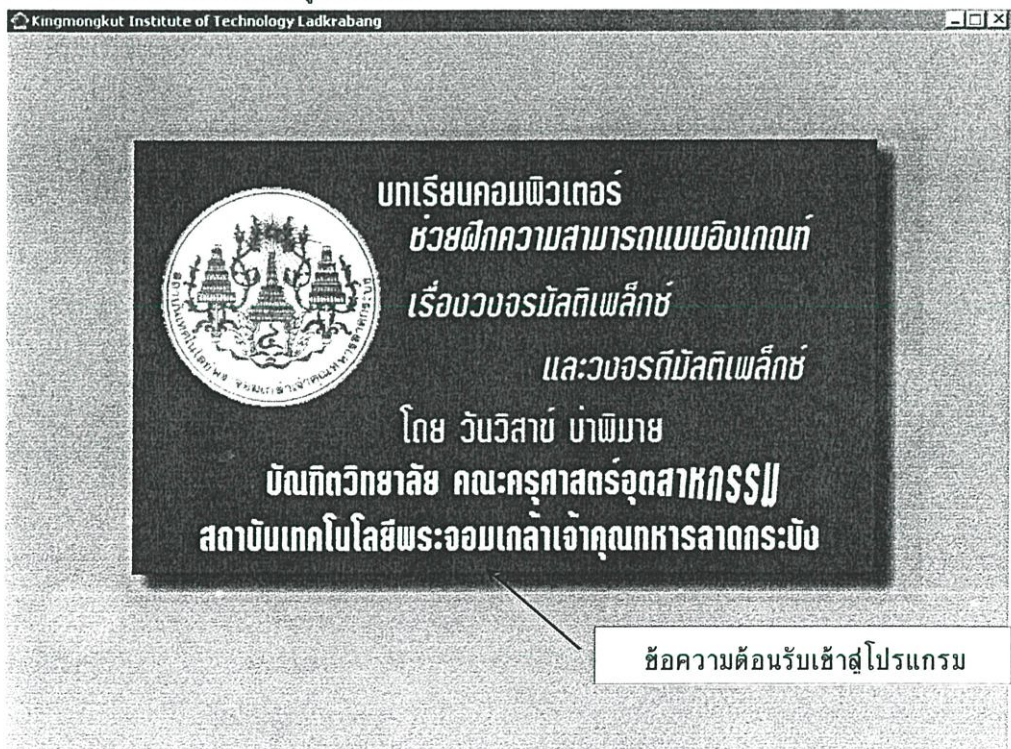 Kingmongkut Institute of Technology Ladkrabang
บทเรียนคอมพิวเตอร์
ช่วยฝึกความสามารถแบบอิงเกณฑ์
เรื่องวงจรมัลติเพล็กซ์
และวงจรดีมัลติเพล็กซ์
โดย วันวิสาข์ บ่าพิมาย
บัณฑิตวิทยาลัย คณะครุศาสตร์อุตสาหกรรม
สถาบันเทคโนโลยีพระจอมเกล้าเจ้าคุณทหารลาดกระบัง
ข้อความต้อนรับเข้าสู่โปรแกรม